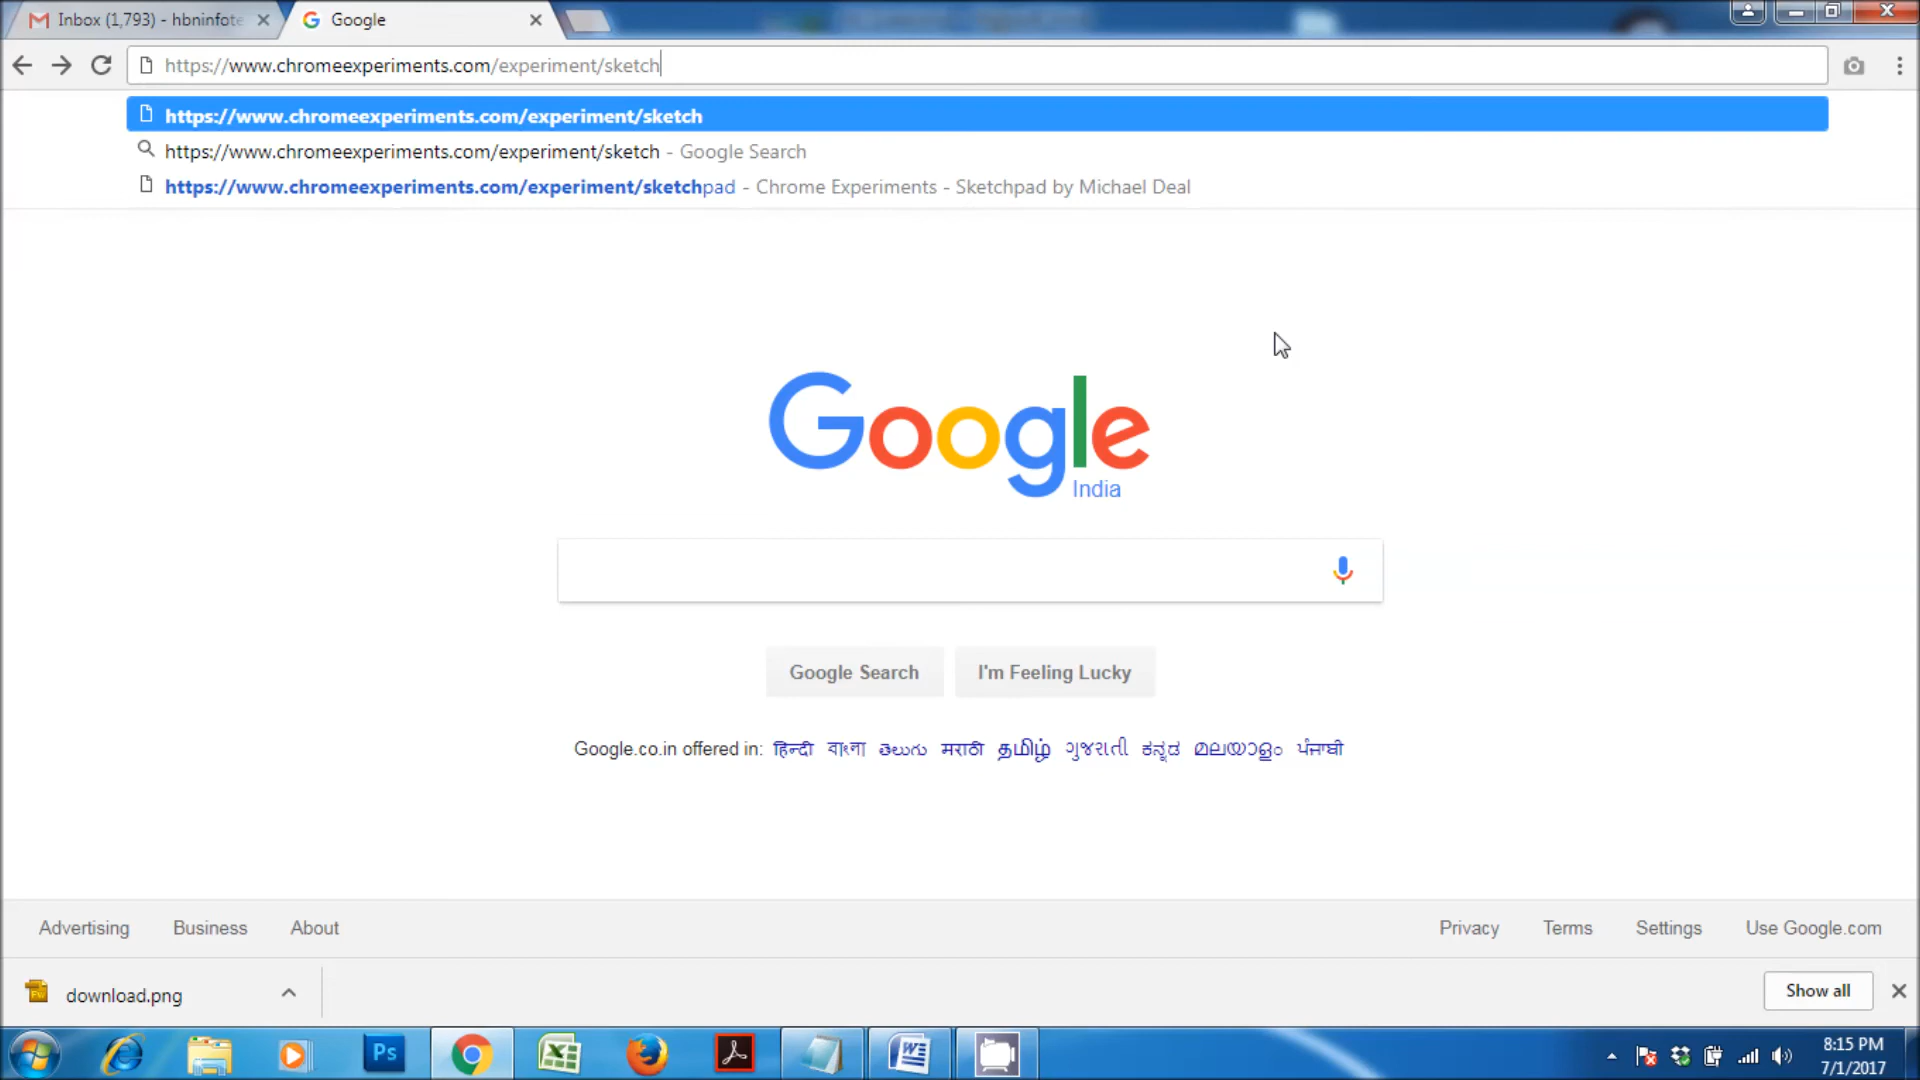 Inbox (1,793) - hbninfote
Google
https://www.chromeexperiments.com/experiment/sketch
https://www.chromeexperiments.com/experiment/sketch
https://www.chromeexperiments.com/experiment/sketch - Google Search
https://www.chromeexperiments.com/experiment/sketchpad - Chrome Experiments - Sketchpad by Michael Deal
Google
India
Google Search
I'm Feeling Lucky
Google.co.in offered in: हिन्दी বাংলা తెలుగు मराठी தமிழ் ગુજરાતી ಕನ್ನಡ മലയാളം ਪੰਜਾਬੀ
Advertising Business About
Privacy Terms Settings Use Google.com
download.png
Show all
Ps
8:15 PM
7/1/2017